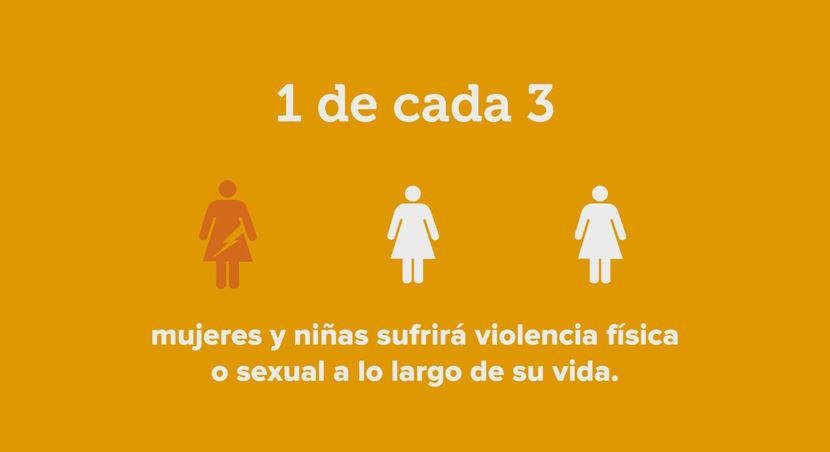 1 de cada 3
mujeres y niñas sufrirá violencia física
o sexual a lo largo de su vida.